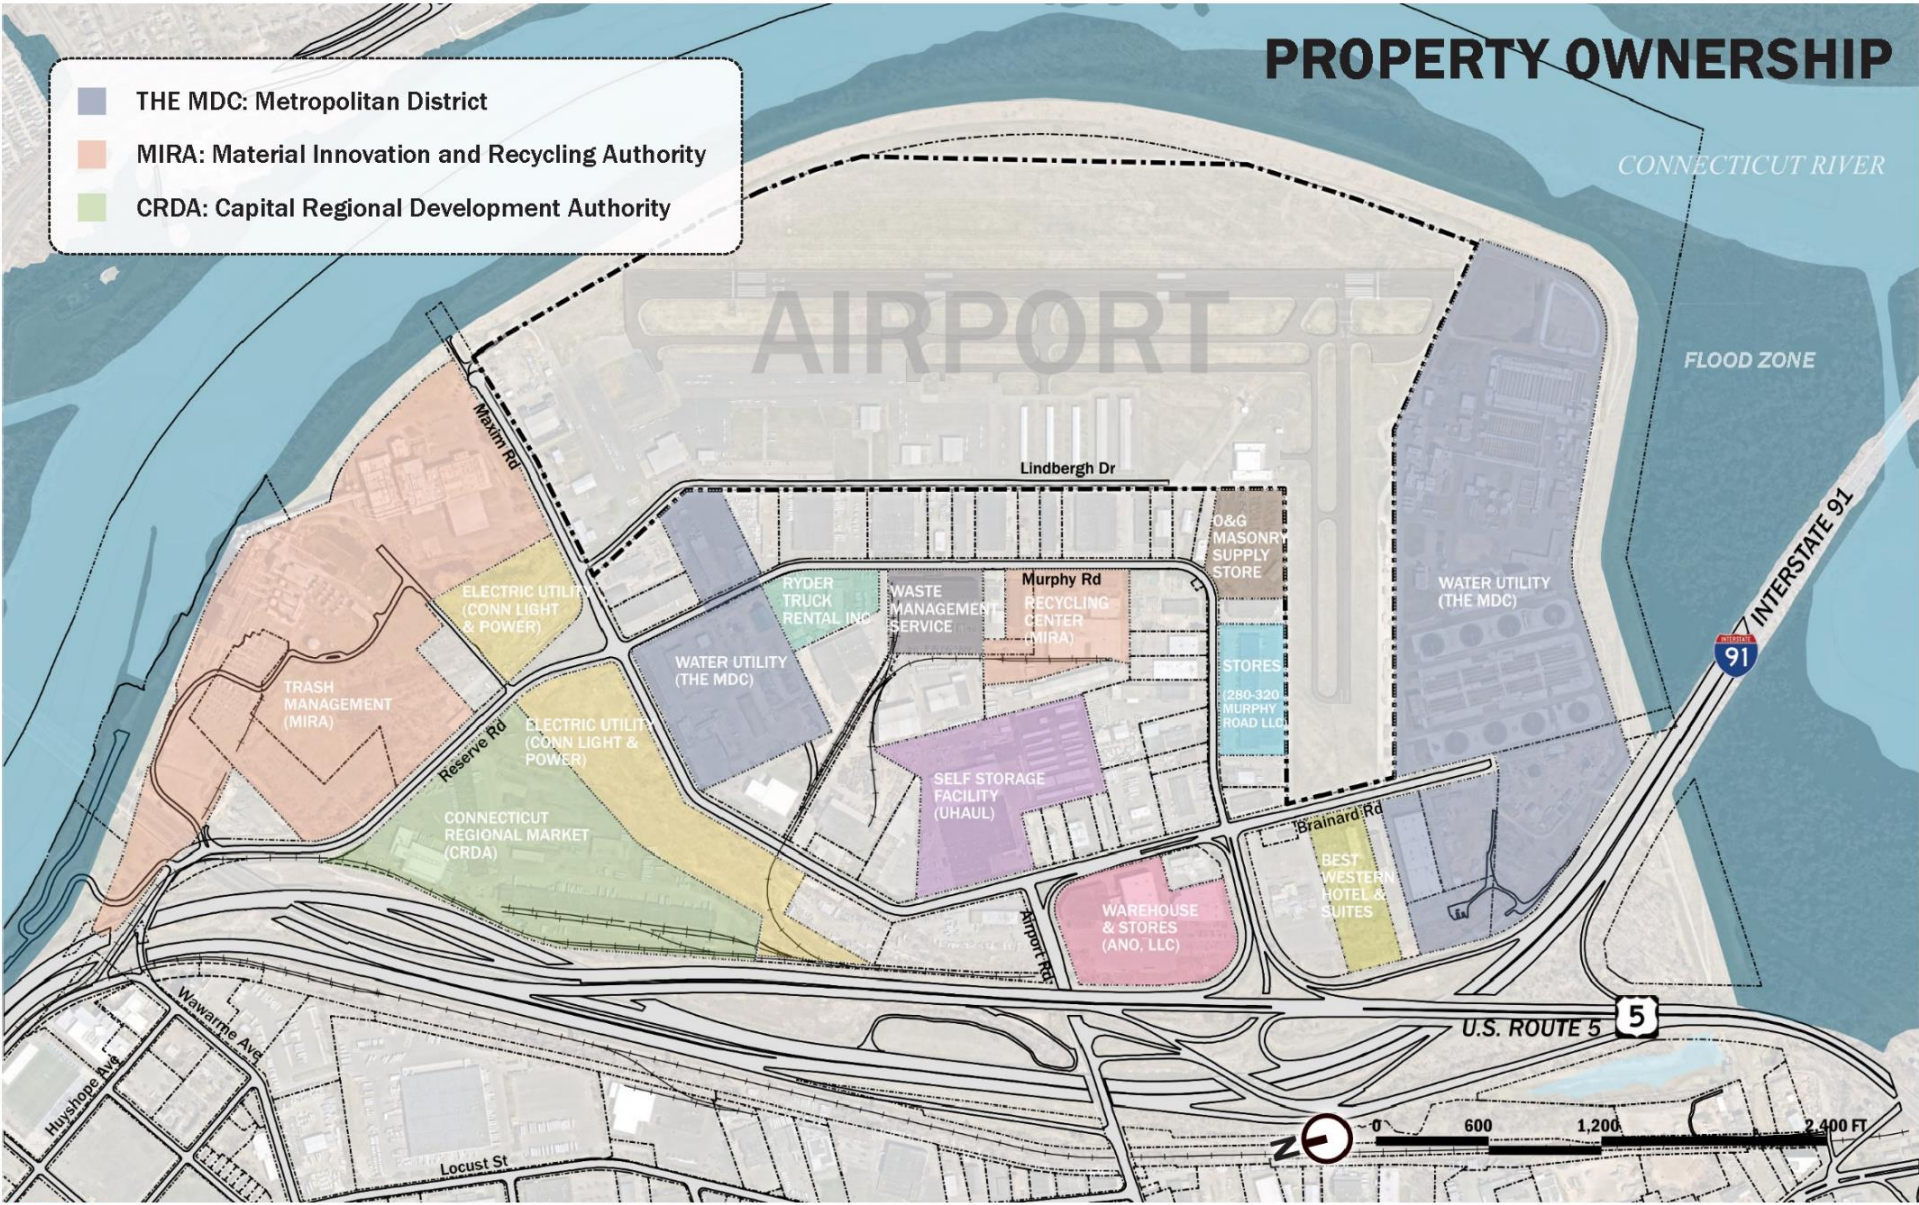 PROPERTY OWNERSHIP
THE MDC: Metropolitan District
MIRA: Material Innovation and Recycling Authority
CRDA: Capital Regional Development Authority
CONNECTICUT RIVER
FLOOD ZONE
AIRPORT
Maxim Rd
Lindbergh Dr
O&G
MASONRY
SUPPLY
STORE
Murphy Rd
ELECTRIC UTILITY
(CONN LIGHT
& POWER)
RYDER
TRUCK
RENTAL INC
WASTE
MANAGEMENT
SERVICE
RECYCLING
CENTER
(MIRA)
WATER UTILITY
(THE MDC)
INTERSTATE 91
INTERSTATE
91
WATER UTILITY
(THE MDC)
STORES
(280-320
MURPHY
ROAD LLC)
TRASH
MANAGEMENT
(MIRA)
Reserve Rd
ELECTRIC UTILITY
(CONN LIGHT &
POWER)
SELF STORAGE
FACILITY
(UHAUL)
CONNECTICUT
REGIONAL MARKET
(CRDA)
Brainard Rd
BEST
WESTERN
HOTEL &
SUITES
WAREHOUSE
& STORES
(ANO, LLC)
Airport Rd
U.S. ROUTE 5
5
Wawarme Ave
Huyshope Ave
Locust St
N
0 600 1,200 2,400 FT